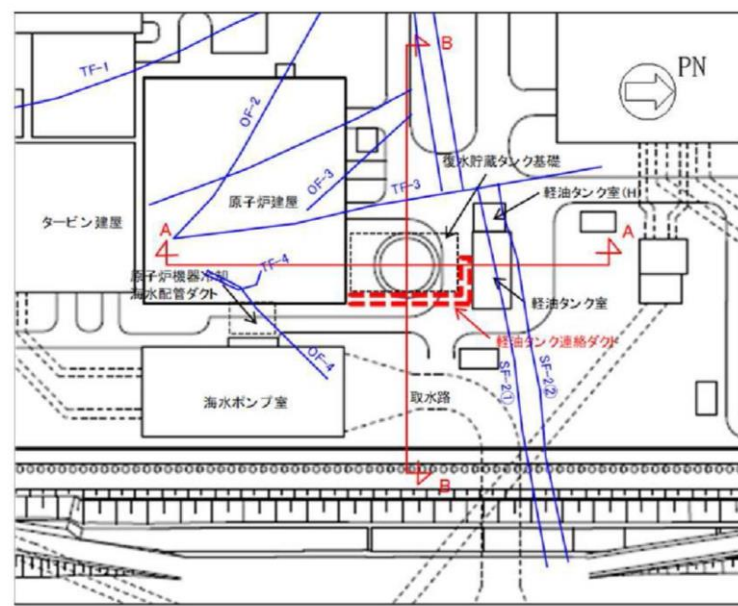 B
PN
TF-1
OF-2
復水貯蔵タンク基礎
OF-3
TF-3
軽油タンク室(H)
原子炉建屋
タービン建屋
A
A
TF-4
原子炉機器冷却
海水配管ダクト
軽油タンク室
軽油タンク連絡ダクト
OF-4
SF-2①
SF-2②
海水ポンプ室
取水路
B